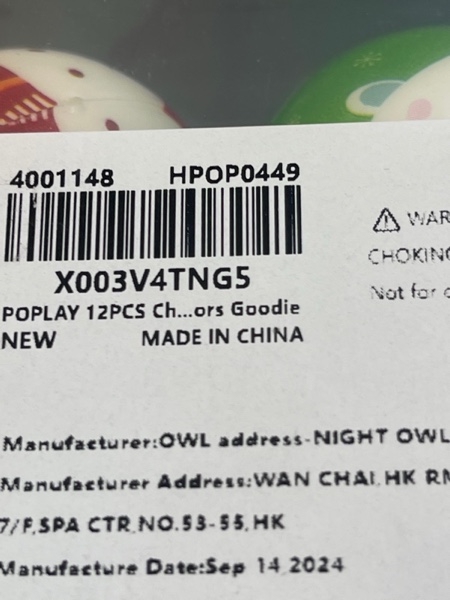 4001148 HPOP0449
X003V4TNG5
POPLAY 12PCS Ch...ors Goodie
NEW MADE IN CHINA
⚠ WAR
CHOKING
Not for
Manufacturer:OWL address-NIGHT OWL
Manufacturer Address:WAN CHAI,HK RM
7/F,SPA CTR,NO.53-55,HK
Manufacture Date:Sep 14,2024